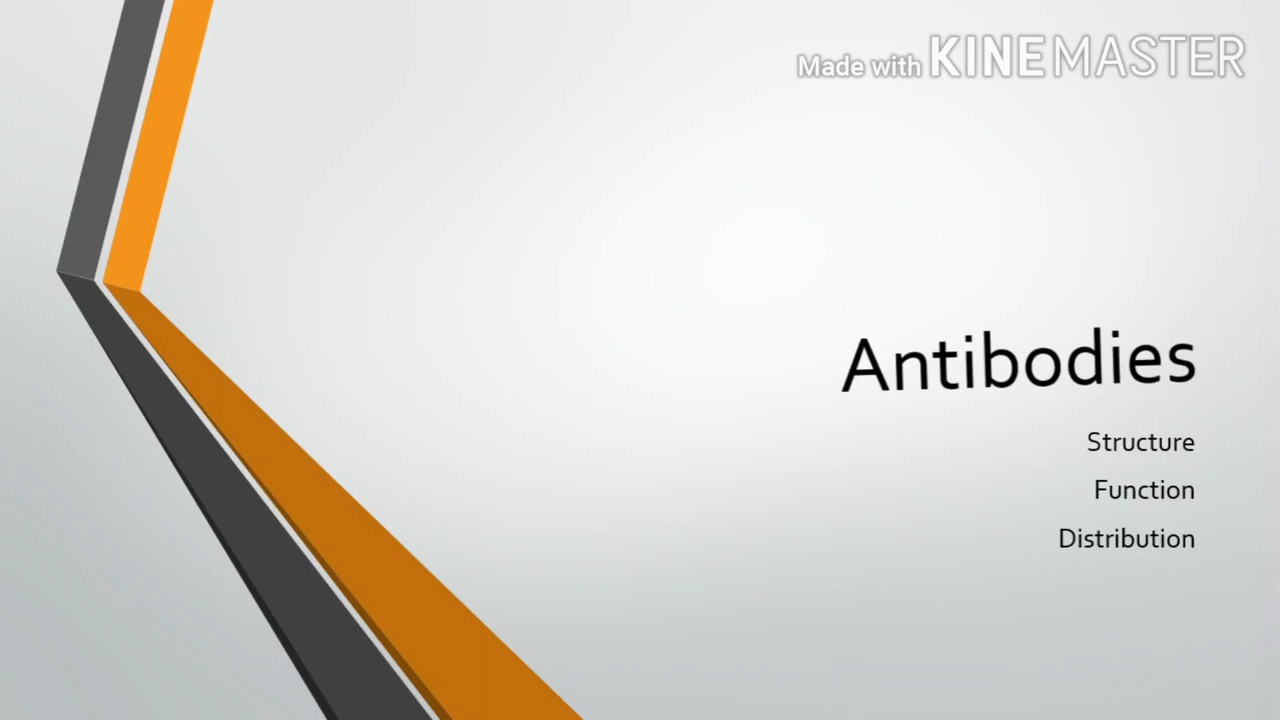 Made with KINEMASTER
Antibodies
Structure
Function
Distribution